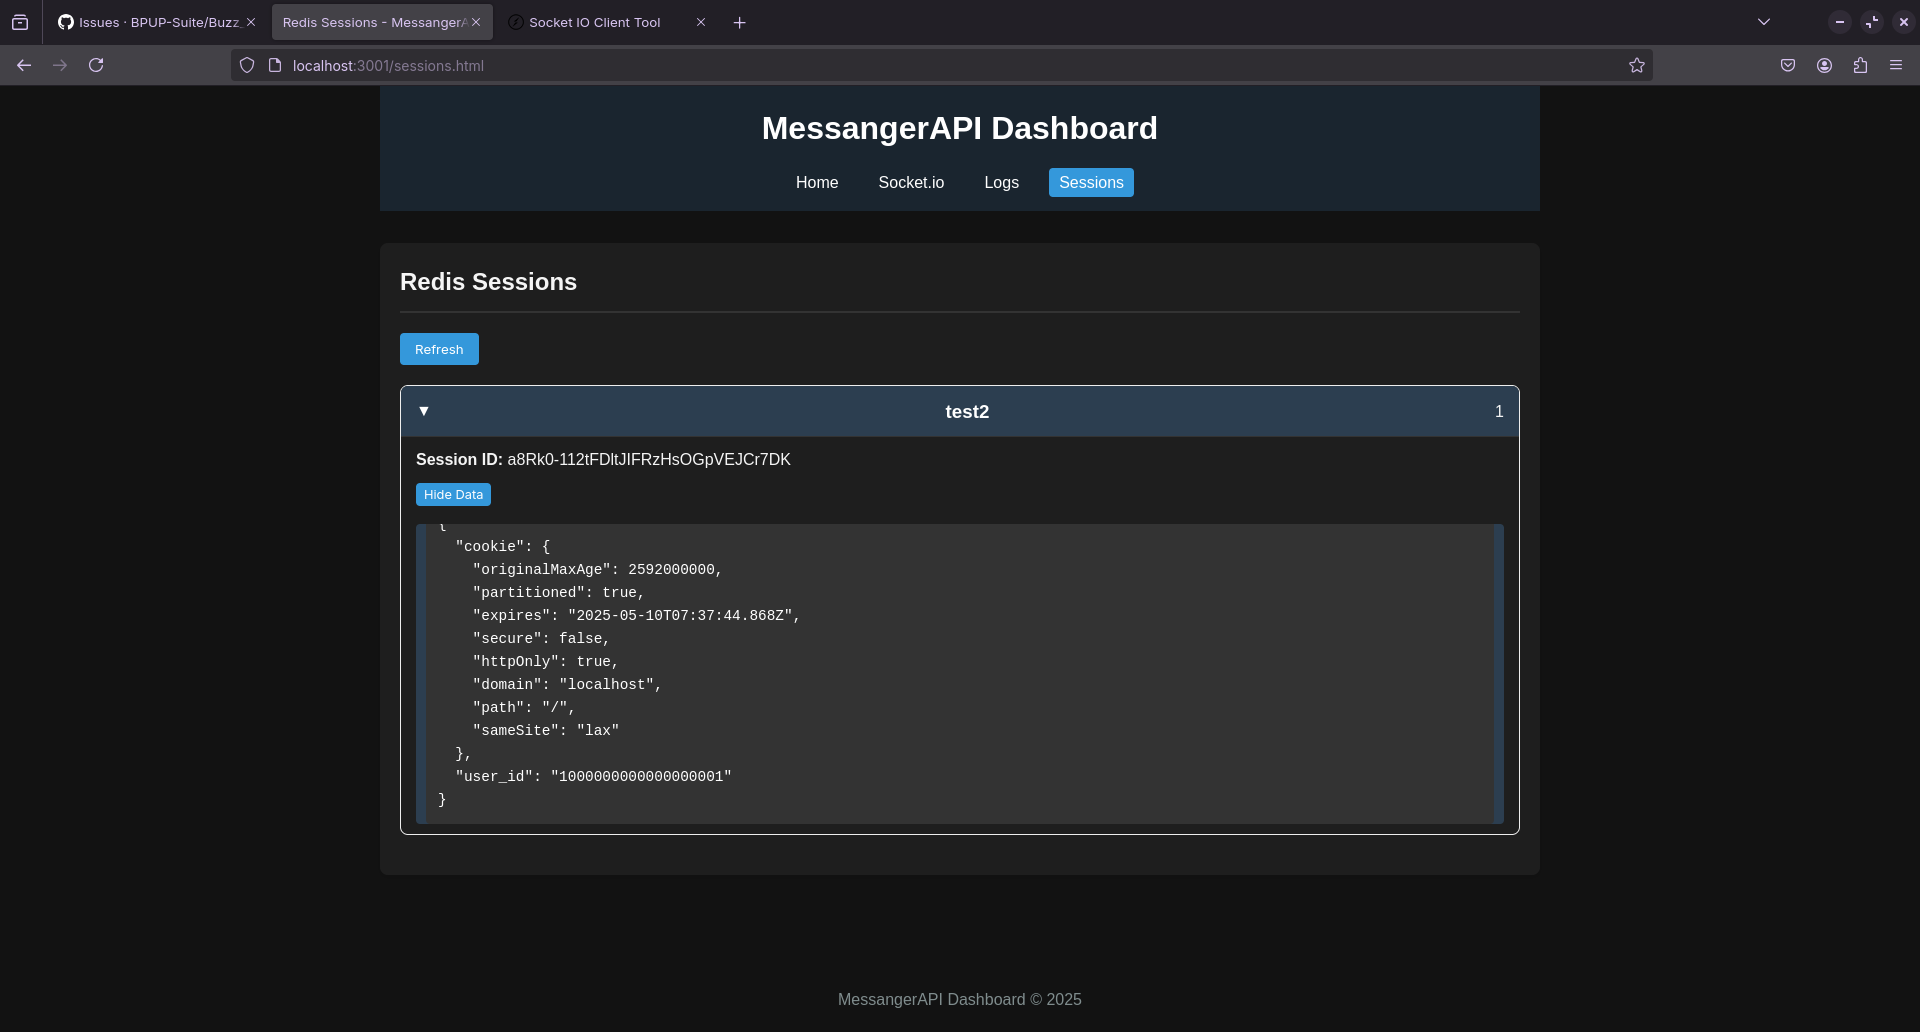 Issues · BPUP-Suite/Buzz_
Redis Sessions - MessangerA
Socket IO Client Tool
localhost:3001/sessions.html
MessangerAPI Dashboard
Home
Socket.io
Logs
Sessions
Redis Sessions
Refresh
▼
test2
1
Session ID: a8Rk0-112tFDltJIFRzHsOGpVEJCr7DK
Hide Data
{
"cookie": {
"originalMaxAge": 2592000000,
"partitioned": true,
"expires": "2025-05-10T07:37:44.868Z",
"secure": false,
"httpOnly": true,
"domain": "localhost",
"path": "/",
"sameSite": "lax"
},
"user_id": "1000000000000000001"
}
MessangerAPI Dashboard © 2025